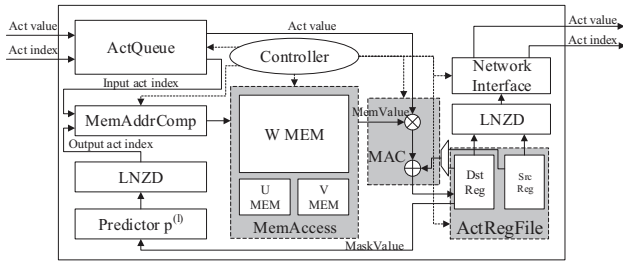 Act value
Act index
ActQueue
Act value
Controller
Act value
Act index
Network
Interface
Input act index
MemAddrComp
Output act index
LNZD
Predictor p(l)
W MEM
U
MEM
V
MEM
MemAccess
MemValue
MAC
LNZD
Dst
Reg
Src
Reg
ActRegFile
MaskValue